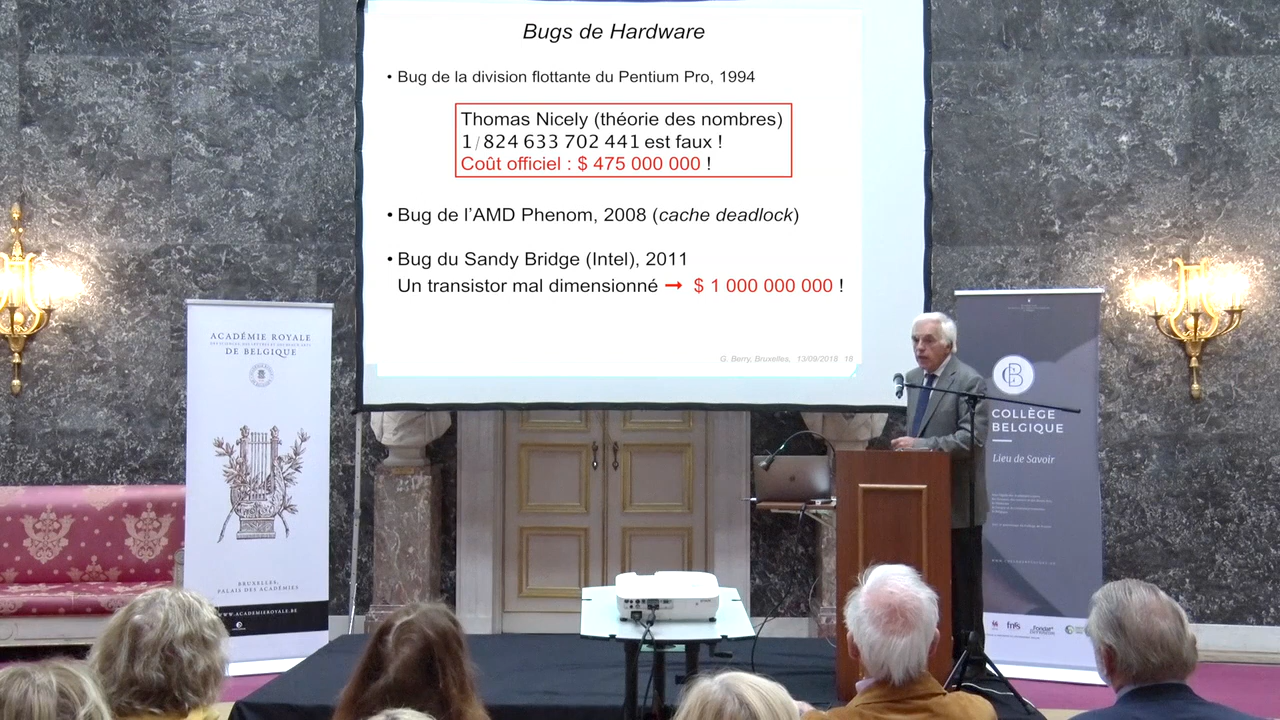 Bugs de Hardware
• Bug de la division flottante du Pentium Pro, 1994
Thomas Nicely (théorie des nombres)
1/824 633 702 441 est faux !
Coût officiel : $ 475 000 000 !
• Bug de l'AMD Phenom, 2008 (cache deadlock)
• Bug du Sandy Bridge (Intel), 2011
Un transistor mal dimensionné → $ 1 000 000 000 !
G. Berry, Bruxelles, 13/09/2018 18
ACADÉMIE ROYALE
DE BELGIQUE
BRUXELLES,
PALAIS DES ACADÉMIES
WWW.ACADEMIEROYALE.BE
CB
COLLÈGE
BELGIQUE
Lieu de Savoir
fnrs